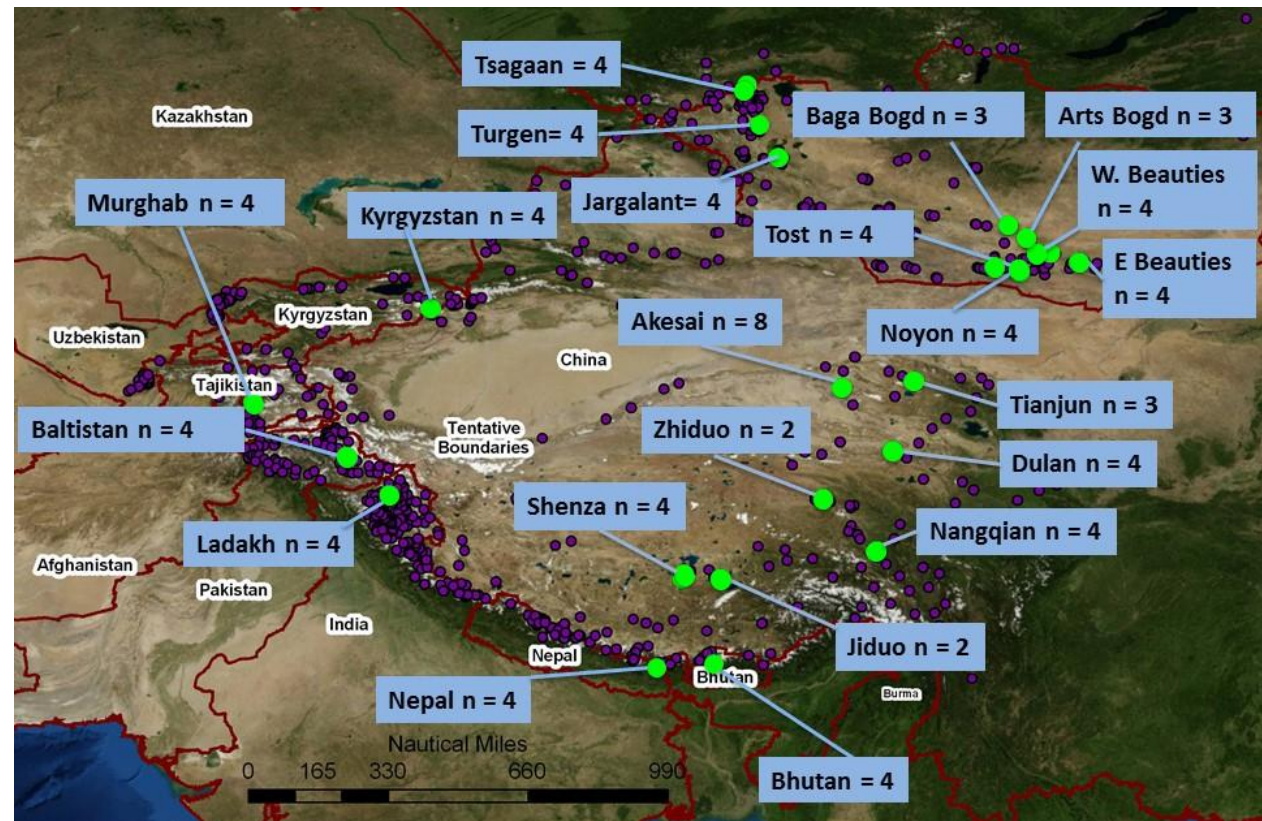 Tsagaan = 4
Kazakhstan
Turgen= 4
Baga Bogd n = 3
Arts Bogd n = 3
W. Beauties
n = 4
Murghab n = 4
Kyrgyzstan n = 4
Jargalant= 4
Tost n = 4
E Beauties
n = 4
Kyrgyzstan
Akesai n = 8
Noyon n = 4
Uzbekistan
China
Tajikistan
Tianjun n = 3
Baltistan n = 4
Tentative
Boundaries
Zhiduo n = 2
Dulan n = 4
Shenza n = 4
Nangqian n = 4
Ladakh n = 4
Afghanistan
Pakistan
India
Jiduo n = 2
Nepal
Bhutan
Burma
Nepal n = 4
Nautical Miles
0 165 330 660 990
Bhutan = 4